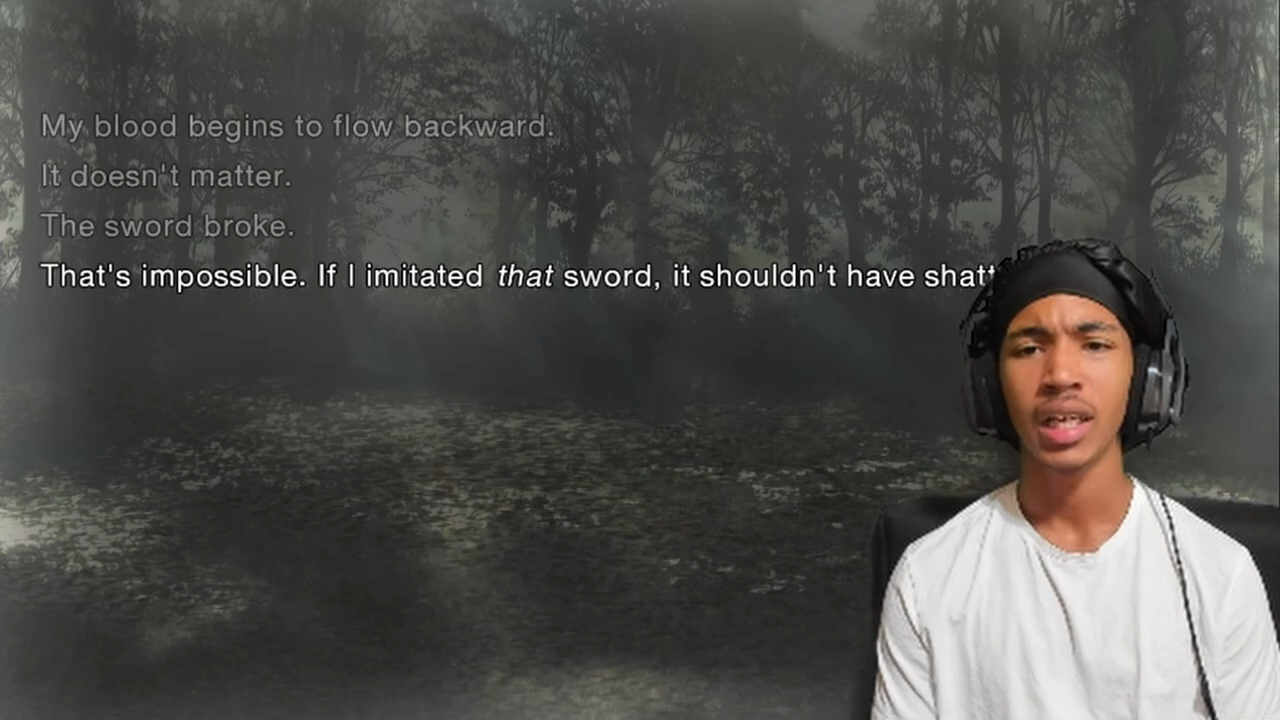 My blood begins to flow backward.
It doesn't matter.
The sword broke.
That's impossible. If I imitated that sword, it shouldn't have